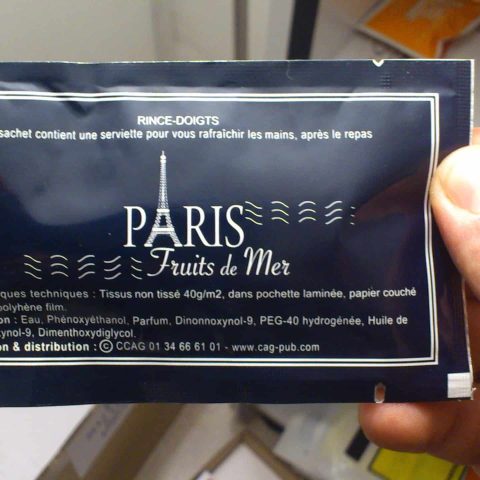 RINCE-DOIGTS
sachet contient une serviette pour vous rafraîchir les mains, après le repas
PARIS
Fruits de Mer
ques techniques : Tissus non tissé 40g/m2, dans pochette laminée, papier couché
polyhène film.
on : Eau, Phénoxyéthanol, Parfum, Dinonnoxynol-9, PEG-40 hydrogénée, Huile de
xynol-9, Dimenthoxydiglycol.
on & distribution : © CCAG 01 34 66 61 01 - www.cag-pub.com